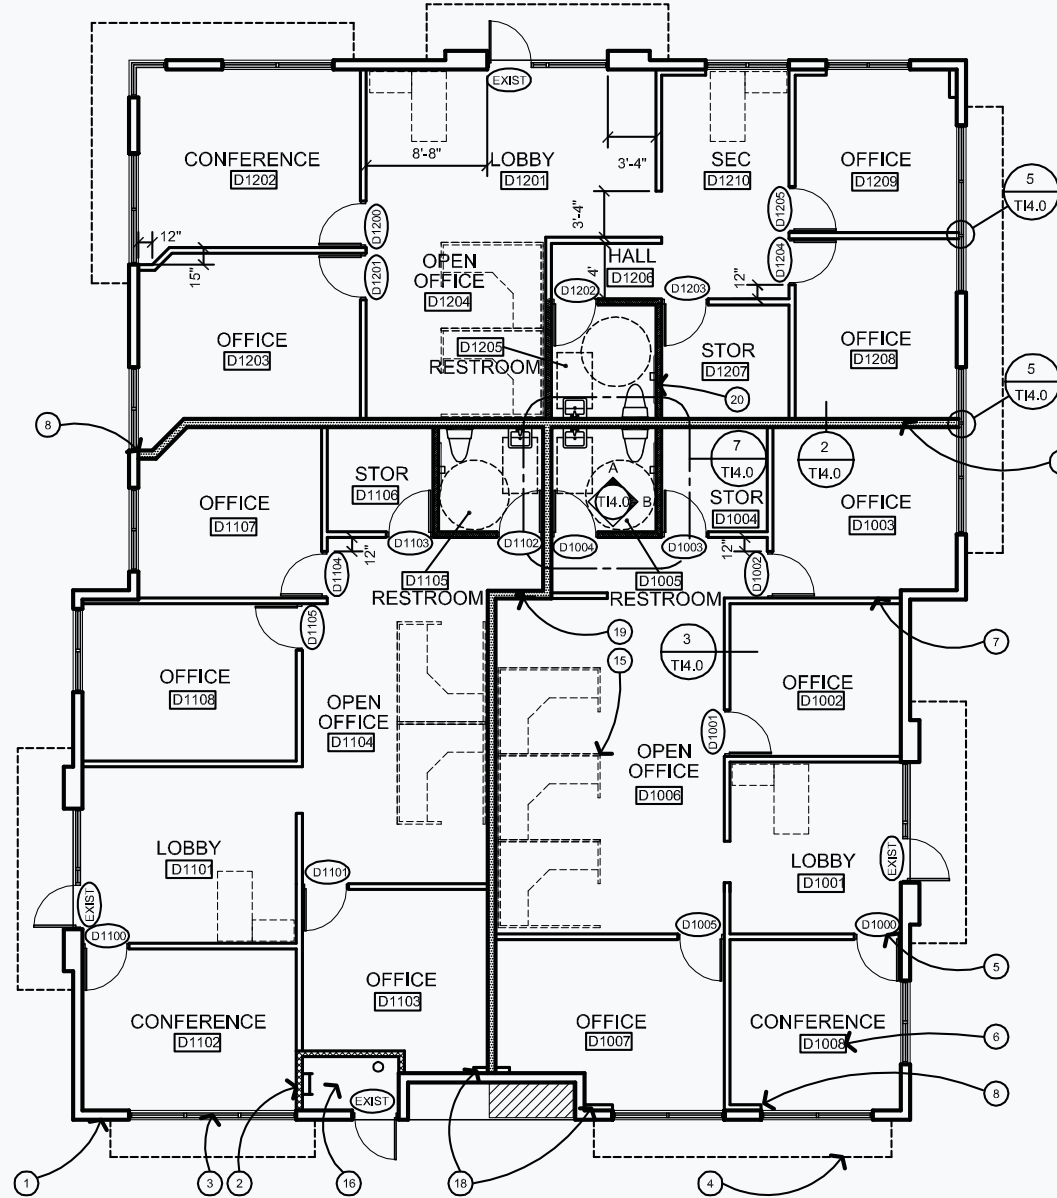 EXIST
CONFERENCE
D1202
8'-8"
LOBBY
D1201
3'-4"
SEC
D1210
OFFICE
D1209
5
TI4.0
D1200
D1205
3'-4"
12"
15"
D1201
OPEN
OFFICE
D1204
HALL
D1206
4'
D1204
12"
D1202
D1203
OFFICE
D1203
D1205
RESTROOM
STOR
D1207
OFFICE
D1208
5
TI4.0
20
8
7
TI4.0
2
TI4.0
STOR
D1106
OFFICE
D1107
A
TI4.0
B
STOR
D1004
OFFICE
D1003
D1103
D1102
D1004
D1003
12"
12"
D1104
D1002
D1105
RESTROOM
D1005
RESTROOM
D1105
19
15
3
TI4.0
7
OFFICE
D1108
OPEN
OFFICE
D1104
OFFICE
D1002
D1001
OPEN
OFFICE
D1006
LOBBY
D1101
D1101
LOBBY
D1001
EXIST
EXIST
D1100
D1005
D1000
5
OFFICE
D1103
CONFERENCE
D1102
OFFICE
D1007
CONFERENCE
D1008
6
EXIST
8
1
3
2
16
18
4